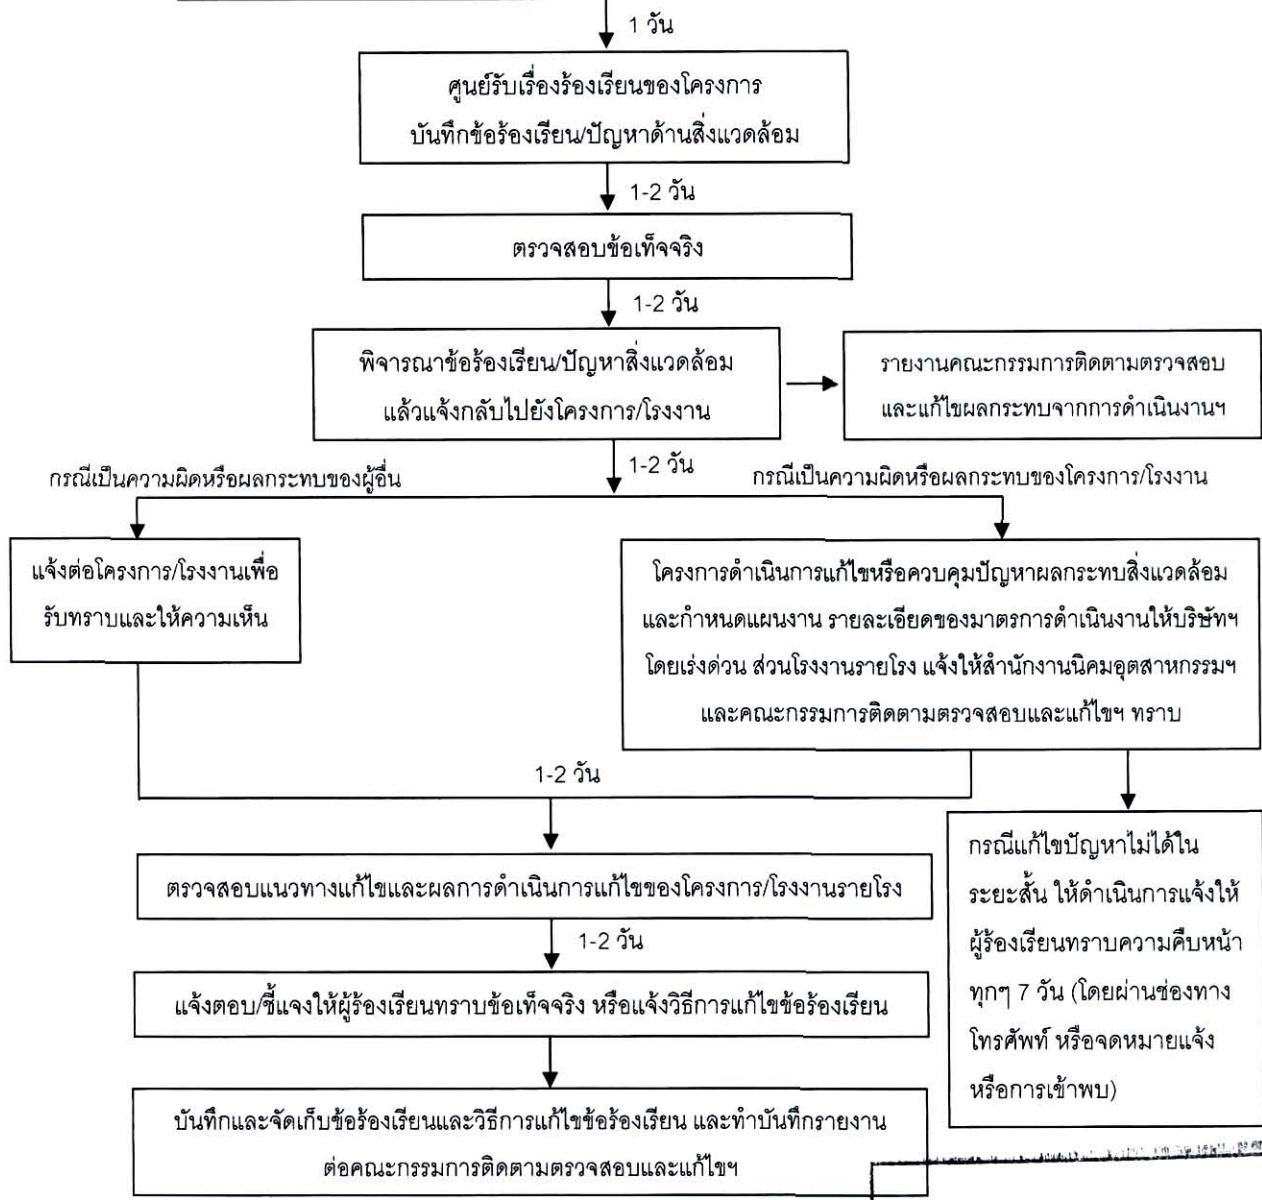 1 วัน
ศูนย์รับเรื่องร้องเรียนของโครงการ
บันทึกข้อร้องเรียน/ปัญหาด้านสิ่งแวดล้อม
1-2 วัน
ตรวจสอบข้อเท็จจริง
1-2 วัน
พิจารณาข้อร้องเรียน/ปัญหาสิ่งแวดล้อม
แล้วแจ้งกลับไปยังโครงการ/โรงงาน
รายงานคณะกรรมการติดตามตรวจสอบ
และแก้ไขผลกระทบจากการดำเนินงานฯ
1-2 วัน
กรณีเป็นความผิดหรือผลกระทบของผู้อื่น
กรณีเป็นความผิดหรือผลกระทบของโครงการ/โรงงาน
แจ้งต่อโครงการ/โรงงานเพื่อ
รับทราบและให้ความเห็น
โครงการดำเนินการแก้ไขหรือควบคุมปัญหาผลกระทบสิ่งแวดล้อม
และกำหนดแผนงาน รายละเอียดของมาตรการดำเนินงานให้บริษัทฯ
โดยเร่งด่วน ส่วนโรงงานรายโรง แจ้งให้สำนักงานนิคมอุตสาหกรรมฯ
และคณะกรรมการติดตามตรวจสอบและแก้ไขฯ ทราบ
1-2 วัน
ตรวจสอบแนวทางแก้ไขและผลการดำเนินการแก้ไขของโครงการ/โรงงานรายโรง
1-2 วัน
แจ้งตอบ/ชี้แจงให้ผู้ร้องเรียนทราบข้อเท็จจริง หรือแจ้งวิธีการแก้ไขข้อร้องเรียน
บันทึกและจัดเก็บข้อร้องเรียนและวิธีการแก้ไขข้อร้องเรียน และทำบันทึกรายงาน
ต่อคณะกรรมการติดตามตรวจสอบและแก้ไขฯ
กรณีแก้ไขปัญหาไม่ได้ใน
ระยะสั้น ให้ดำเนินการแจ้งให้
ผู้ร้องเรียนทราบความคืบหน้า
ทุกๆ 7 วัน (โดยผ่านช่องทาง
โทรศัพท์ หรือจดหมายแจ้ง
หรือการเข้าพบ)